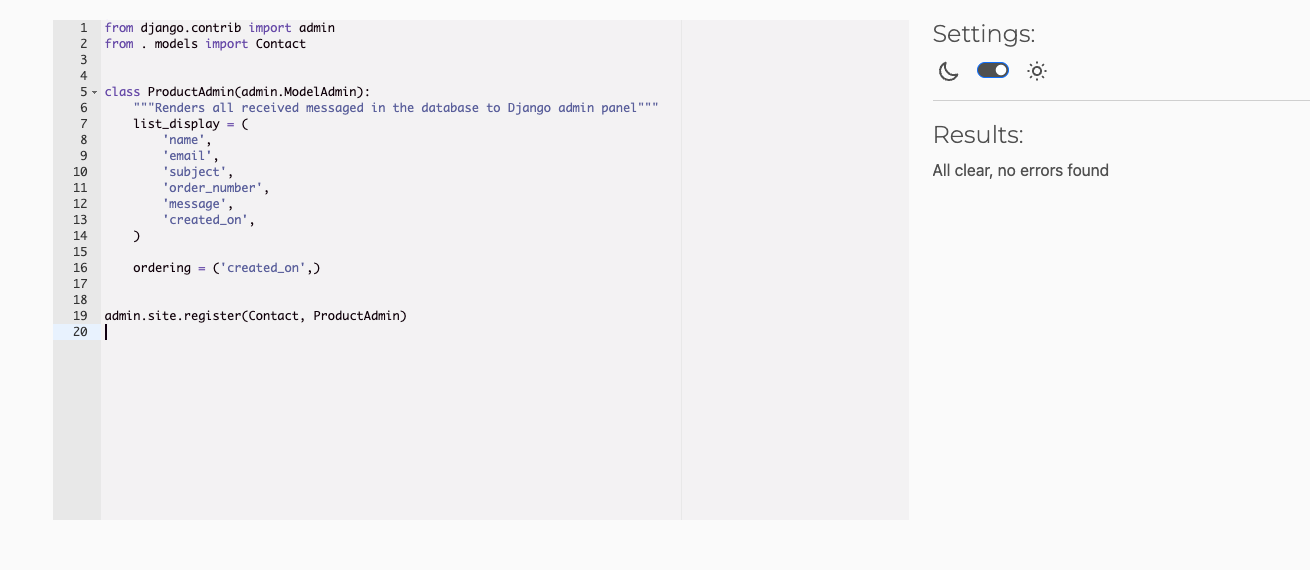 1 from django.contrib import admin
2 from . models import Contact
3
4
5 class ProductAdmin(admin.ModelAdmin):
6     """Renders all received messaged in the database to Django admin panel"""
7     list_display = (
8         'name',
9         'email',
10         'subject',
11         'order_number',
12         'message',
13         'created_on',
14     )
15
16     ordering = ('created_on',)
17
18
19 admin.site.register(Contact, ProductAdmin)
20
Settings:
Results:
All clear, no errors found